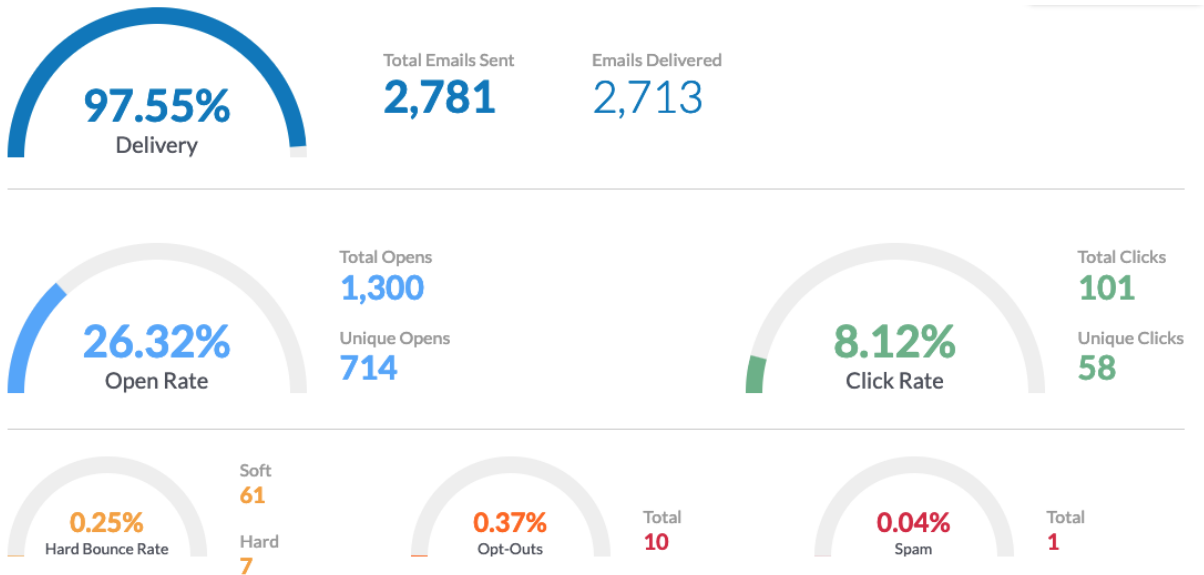 97.55%
Delivery
Total Emails Sent
2,781
Emails Delivered
2,713
26.32%
Open Rate
Total Opens
1,300
Unique Opens
714
8.12%
Click Rate
Total Clicks
101
Unique Clicks
58
0.25%
Hard Bounce Rate
Soft
61
Hard
7
0.37%
Opt-Outs
Total
10
0.04%
Spam
Total
1